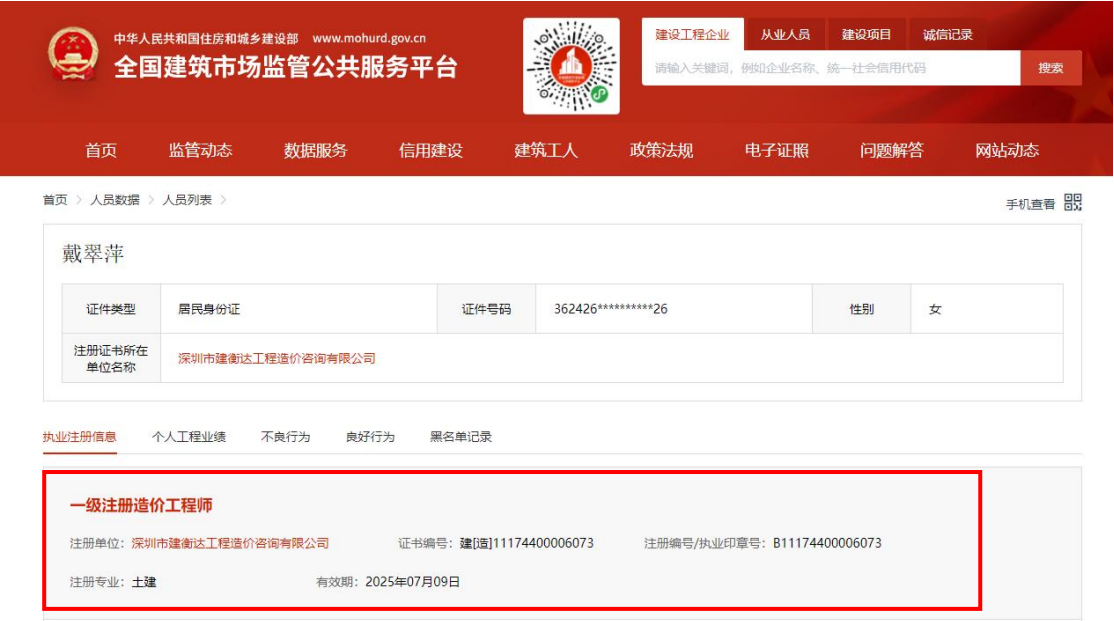 中华人民共和国住房和城乡建设部 www.mohurd.gov.cn
全国建筑市场监管公共服务平台
建设工程企业 从业人员 建设项目 诚信记录
请输入关键词，例如企业名称、统一社会信用代码 搜索
首页 监管动态 数据服务 信用建设 建筑工人 政策法规 电子证照 问题解答 网站动态
首页 > 人员数据 > 人员列表 >
手机查看
戴翠萍
证件类型 居民身份证 证件号码 362426**********26 性别 女
注册证书所在
单位名称
深圳市建衡达工程造价咨询有限公司
执业注册信息 个人工程业绩 不良行为 良好行为 黑名单记录
一级注册造价工程师
注册单位：深圳市建衡达工程造价咨询有限公司 证书编号：建[造]11174400006073 注册编号/执业印章号：B11174400006073
注册专业：土建 有效期：2025年07月09日